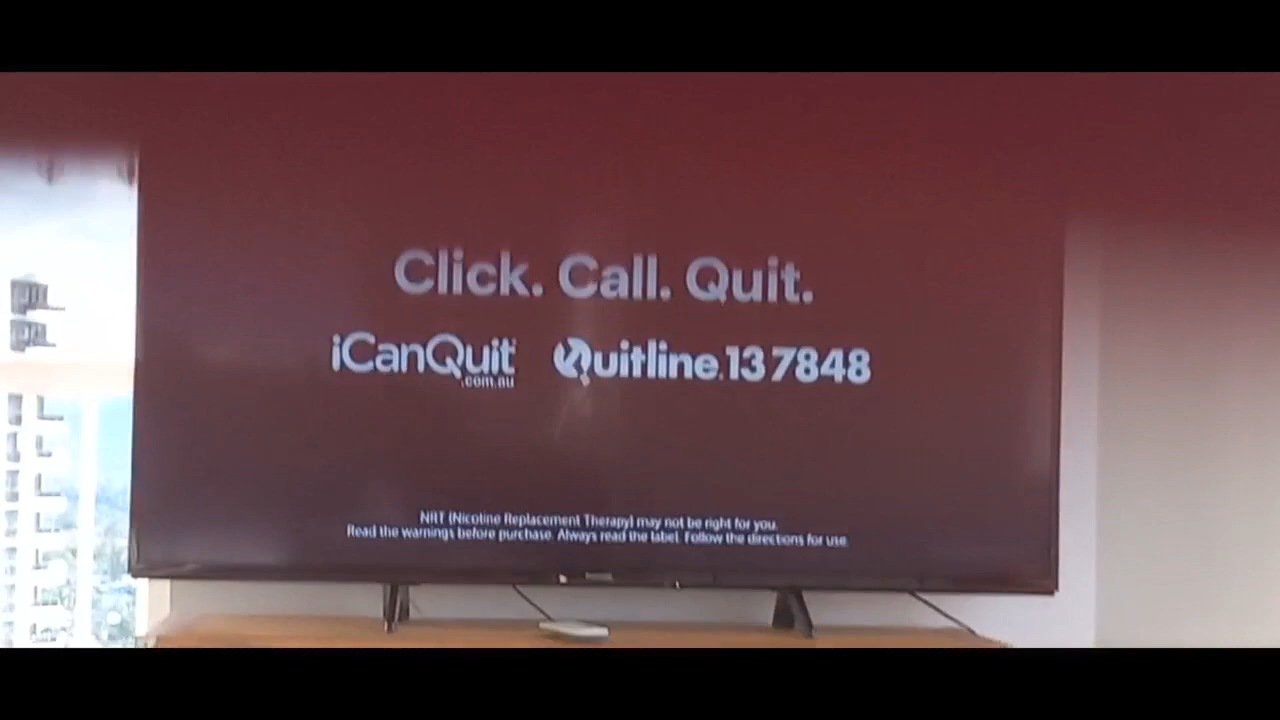 Click. Call. Quit.
iCanQuit
.com.au
Quitline. 13 7848
NRT (Nicotine Replacement Therapy) may not be right for you.
Read the warnings before purchase. Always read the label. Follow the directions for use.